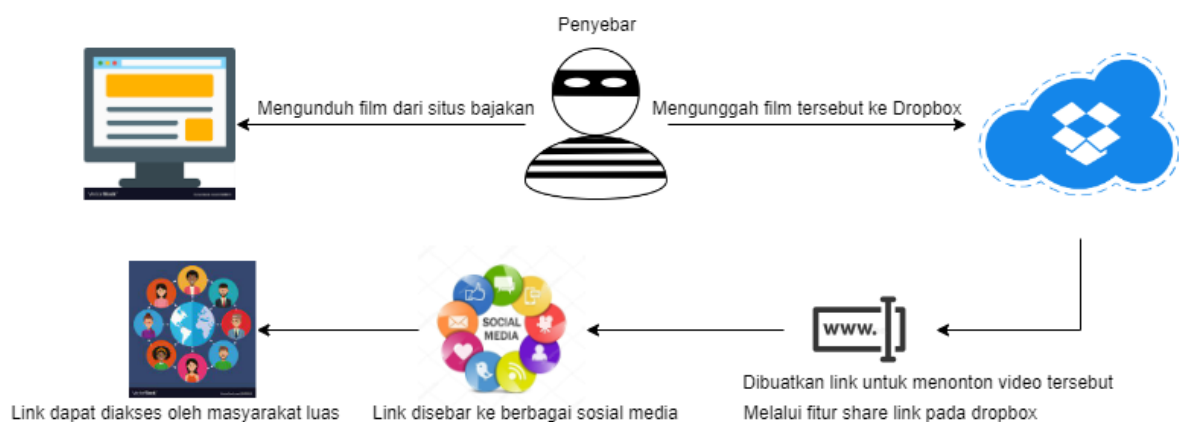 Penyebar
Mengunduh film dari situs bajakan
Mengunggah film tersebut ke Dropbox
www.
SOCIAL
MEDIA
Dibuatkan link untuk menonton video tersebut
Melalui fitur share link pada dropbox
Link disebar ke berbagai sosial media
Link dapat diakses oleh masyarakat luas